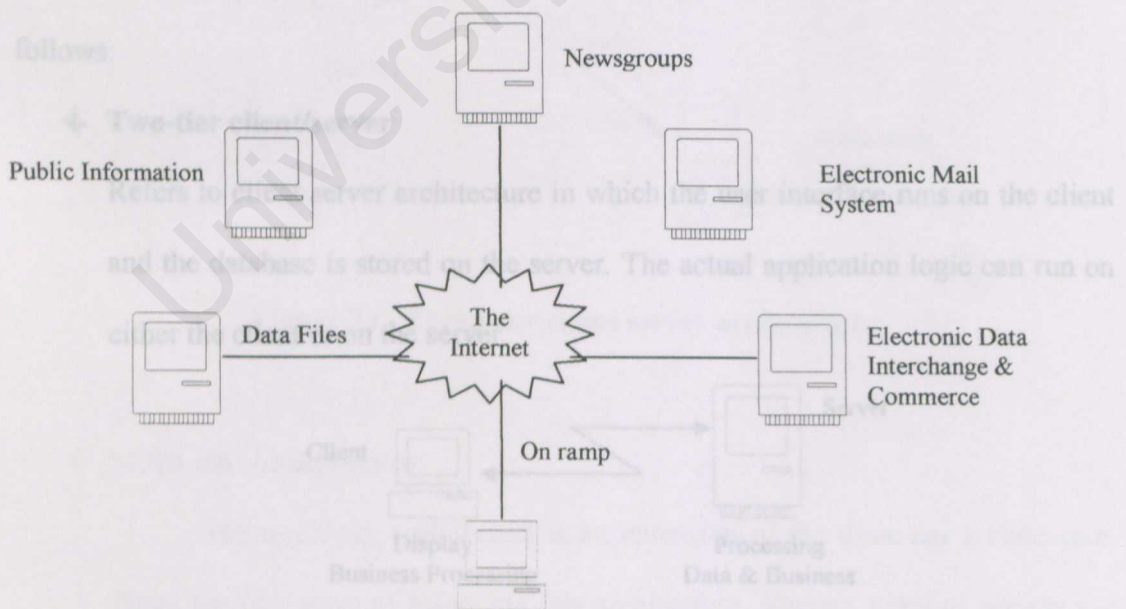 follows
Two-tier client/server
Newsgroups
Public Information
Electronic Mail
System
Refers to client server architecture in which the user interface runs on the client
and the database is stored on the server. The actual application logic can run on
either the client or on the server.
Data Files
The
Internet
Electronic Data
Interchange &
Commerce
Server
Client
On ramp
Display
Business Processing
Processing
Data & Business
Univers